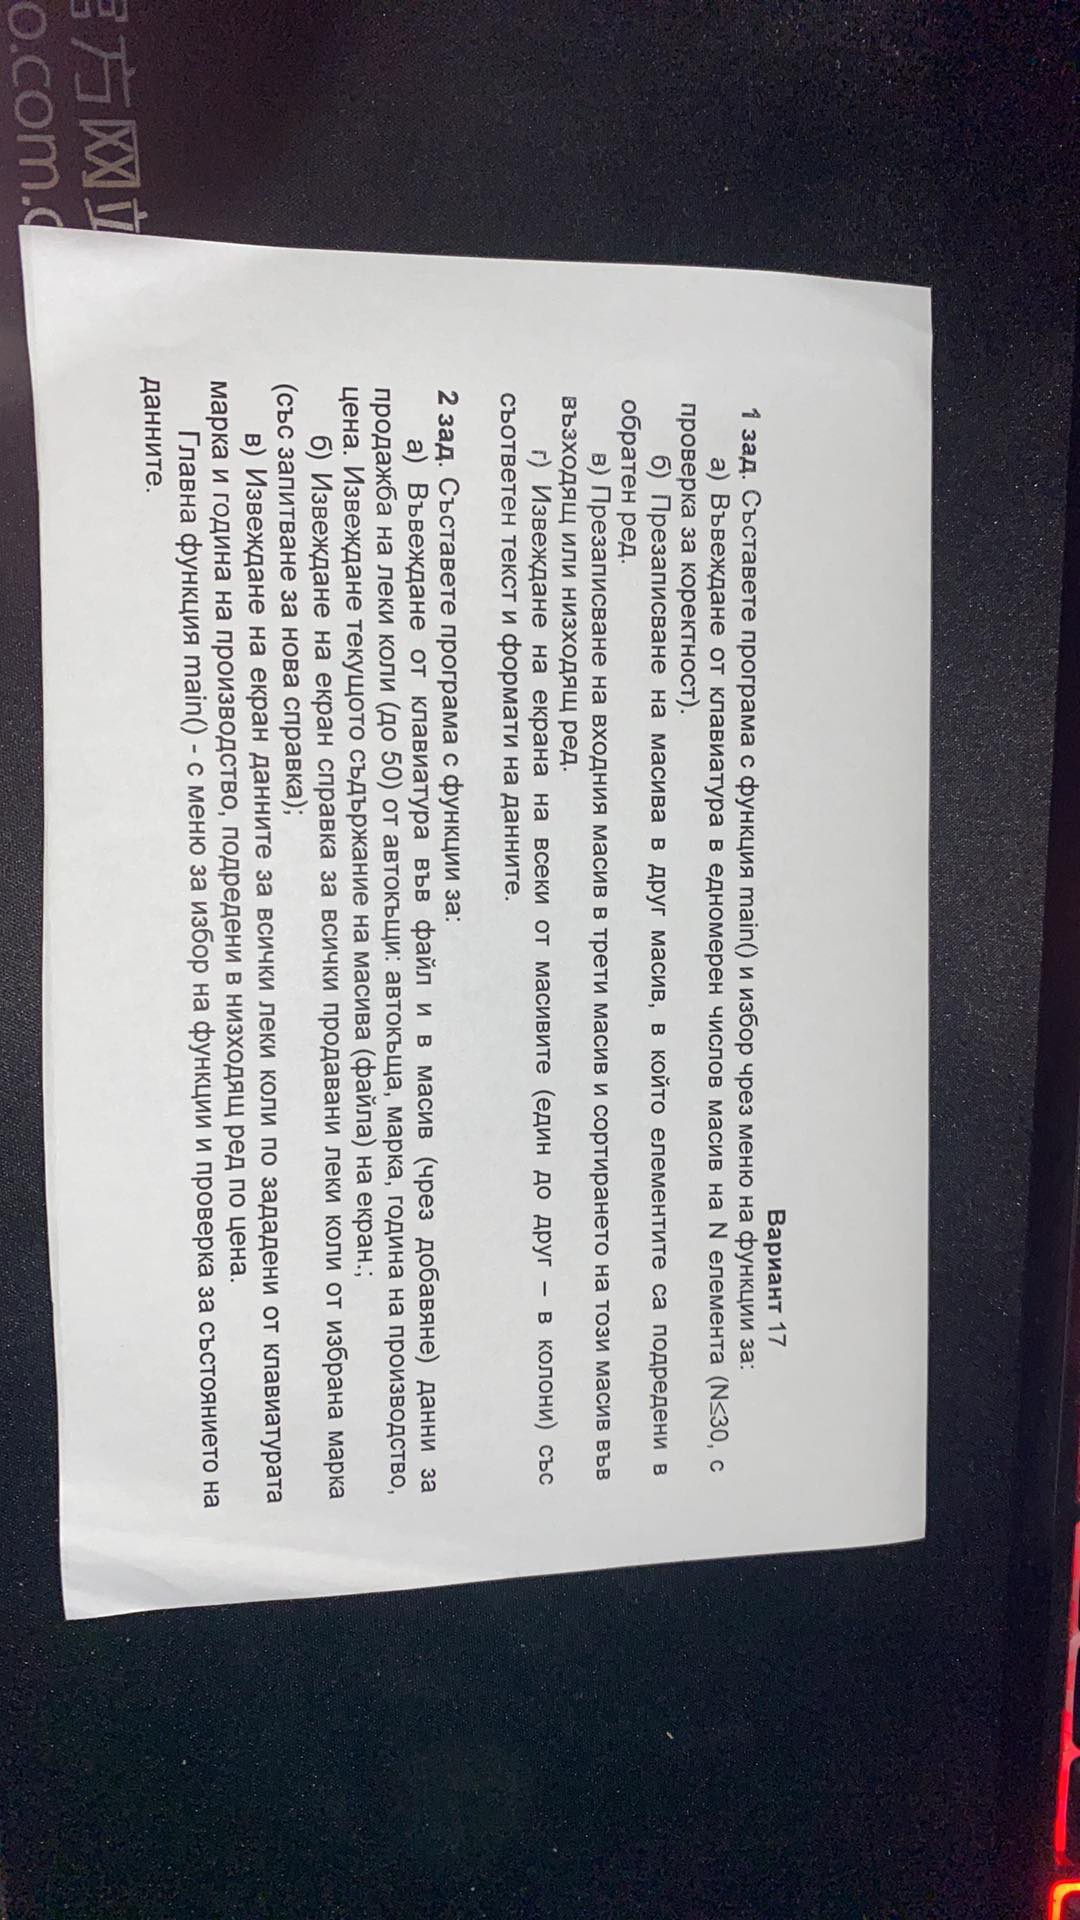 Вариант 17
1 зад. Съставете програма с функция main() и избор чрез меню на функции за:
а) Въвеждане от клавиатура в едномерен числов масив на N елемента (N≤30, с
проверка за коректност).
б) Презаписване на масива в друг масив, в който елементите са подредени в
обратен ред.
в) Презаписване на входния масив в трети масив и сортирането на този масив във
възходящ или низходящ ред.
г) Извеждане на екрана на всеки от масивите (един до друг – в колони) със
съответен текст и формати на данните.
2 зад. Съставете програма с функции за:
а) Въвеждане от клавиатура във файл и в масив (чрез добавяне) данни за
продажба на леки коли (до 50) от автокъщи: автокъща, марка, година на производство,
цена. Извеждане текущото съдържание на масива (файла) на екран.;
б) Извеждане на екран справка за всички продавани леки коли от избрана марка
(със запитване за нова справка);
в) Извеждане на екран данните за всички леки коли по зададени от клавиатурата
марка и година на производство, подредени в низходящ ред по цена.
Главна функция main() - с меню за избор на функции и проверка за състоянието на
данните.
官方网站
o.com.c